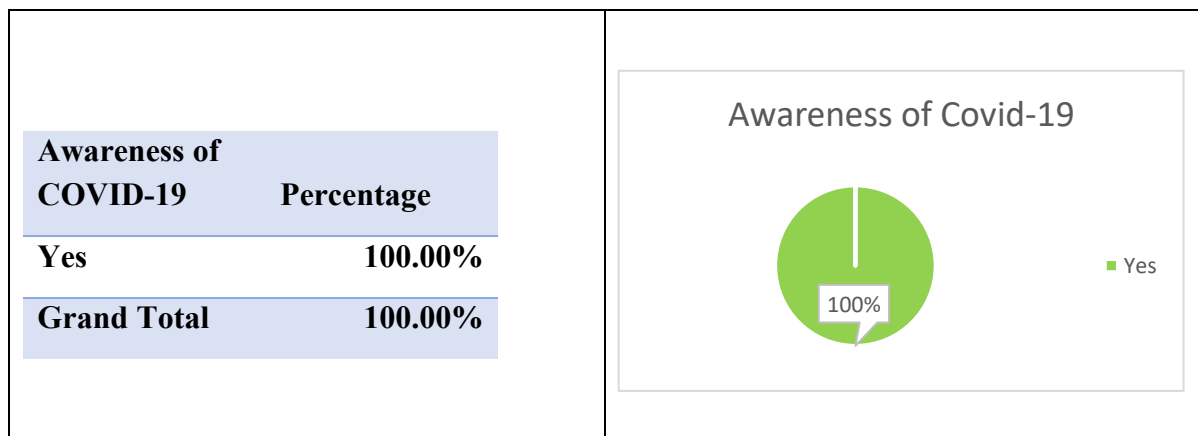 Awareness of
COVID-19 Percentage
Yes 100.00%
Grand Total 100.00%
Awareness of Covid-19
100%
Yes